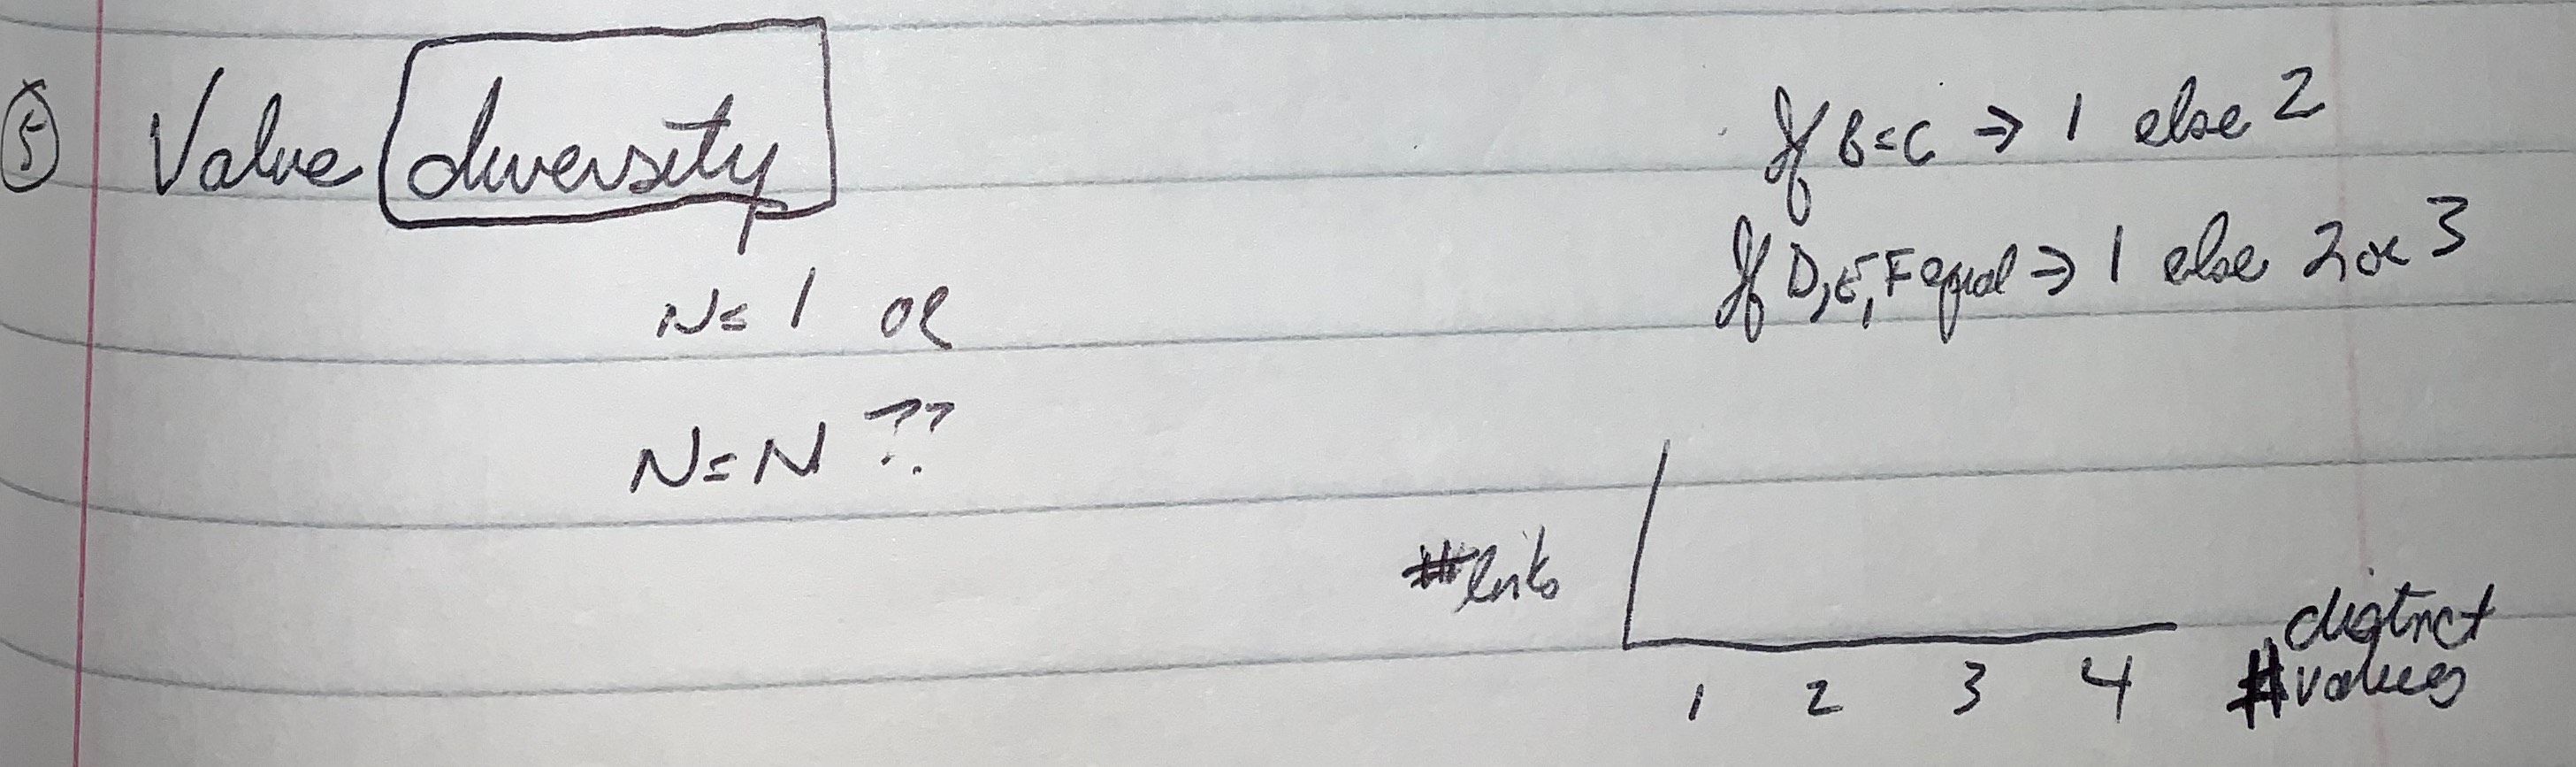 ⑤ Value diversity
N = 1 or
N = N ??
If B = C ⇒ 1 else 2
If D, E, F equal ⇒ 1 else 2 or 3
#links
1 2 3 4
distinct
#values